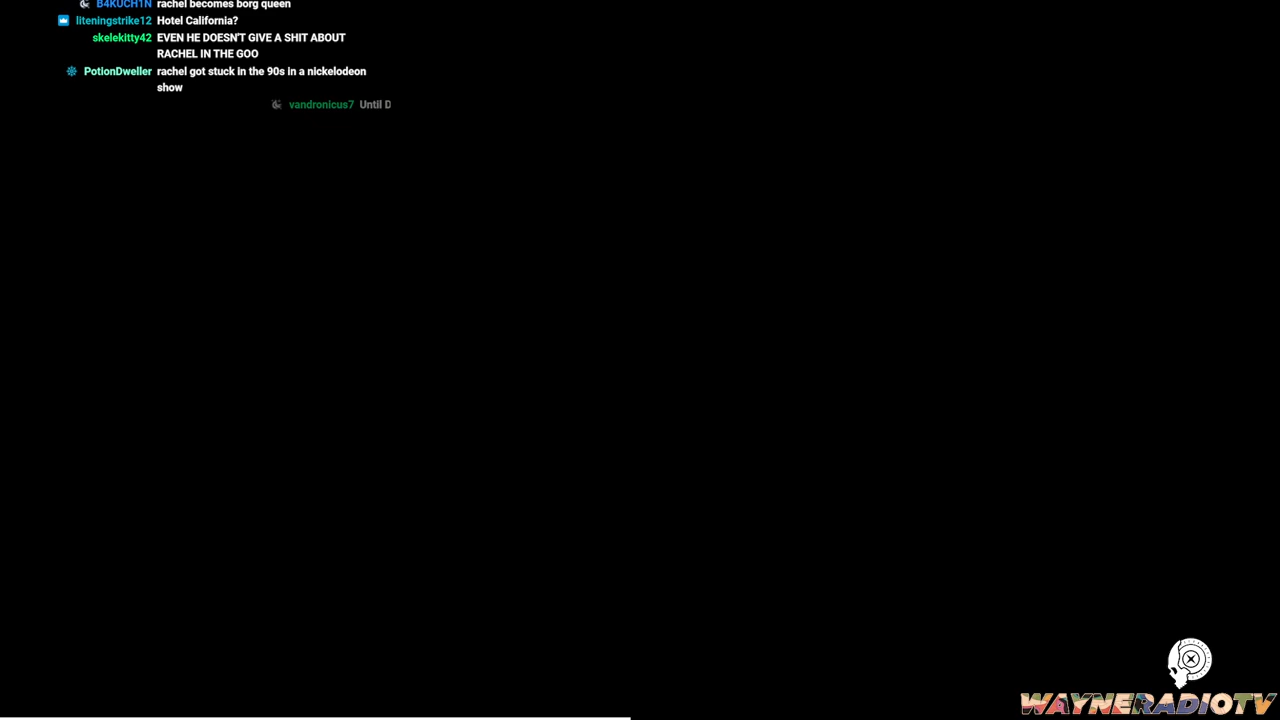 B4KUCH1N rachel becomes borg queen
liteningstrike12 Hotel California?
skelekitty42 EVEN HE DOESN'T GIVE A SHIT ABOUT
RACHEL IN THE GOO
PotionDweller rachel got stuck in the 90s in a nickelodeon
show
vandronicus7 Until D
WAYNERADIOTV